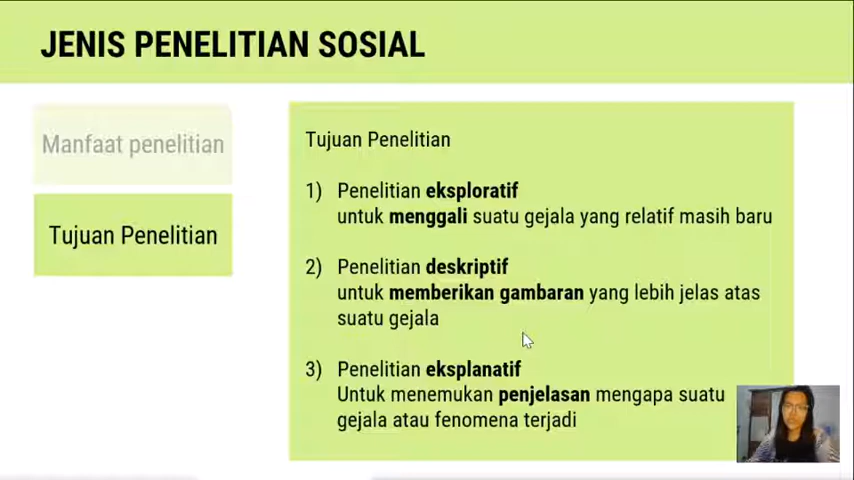 JENIS PENELITIAN SOSIAL
Manfaat penelitian
Tujuan Penelitian
Tujuan Penelitian
1) Penelitian eksploratif
untuk menggali suatu gejala yang relatif masih baru
2) Penelitian deskriptif
untuk memberikan gambaran yang lebih jelas atas
suatu gejala
3) Penelitian eksplanatif
Untuk menemukan penjelasan mengapa suatu
gejala atau fenomena terjadi